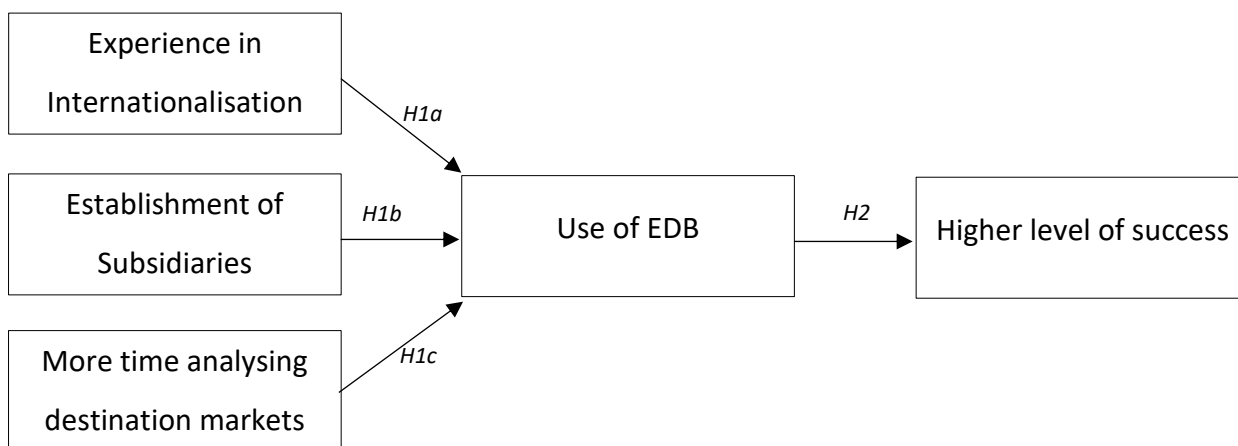 Experience in
Internationalisation
H1a
Establishment of
Subsidiaries
H1b
Use of EDB
H2
Higher level of success
More time analysing
destination markets
H1c